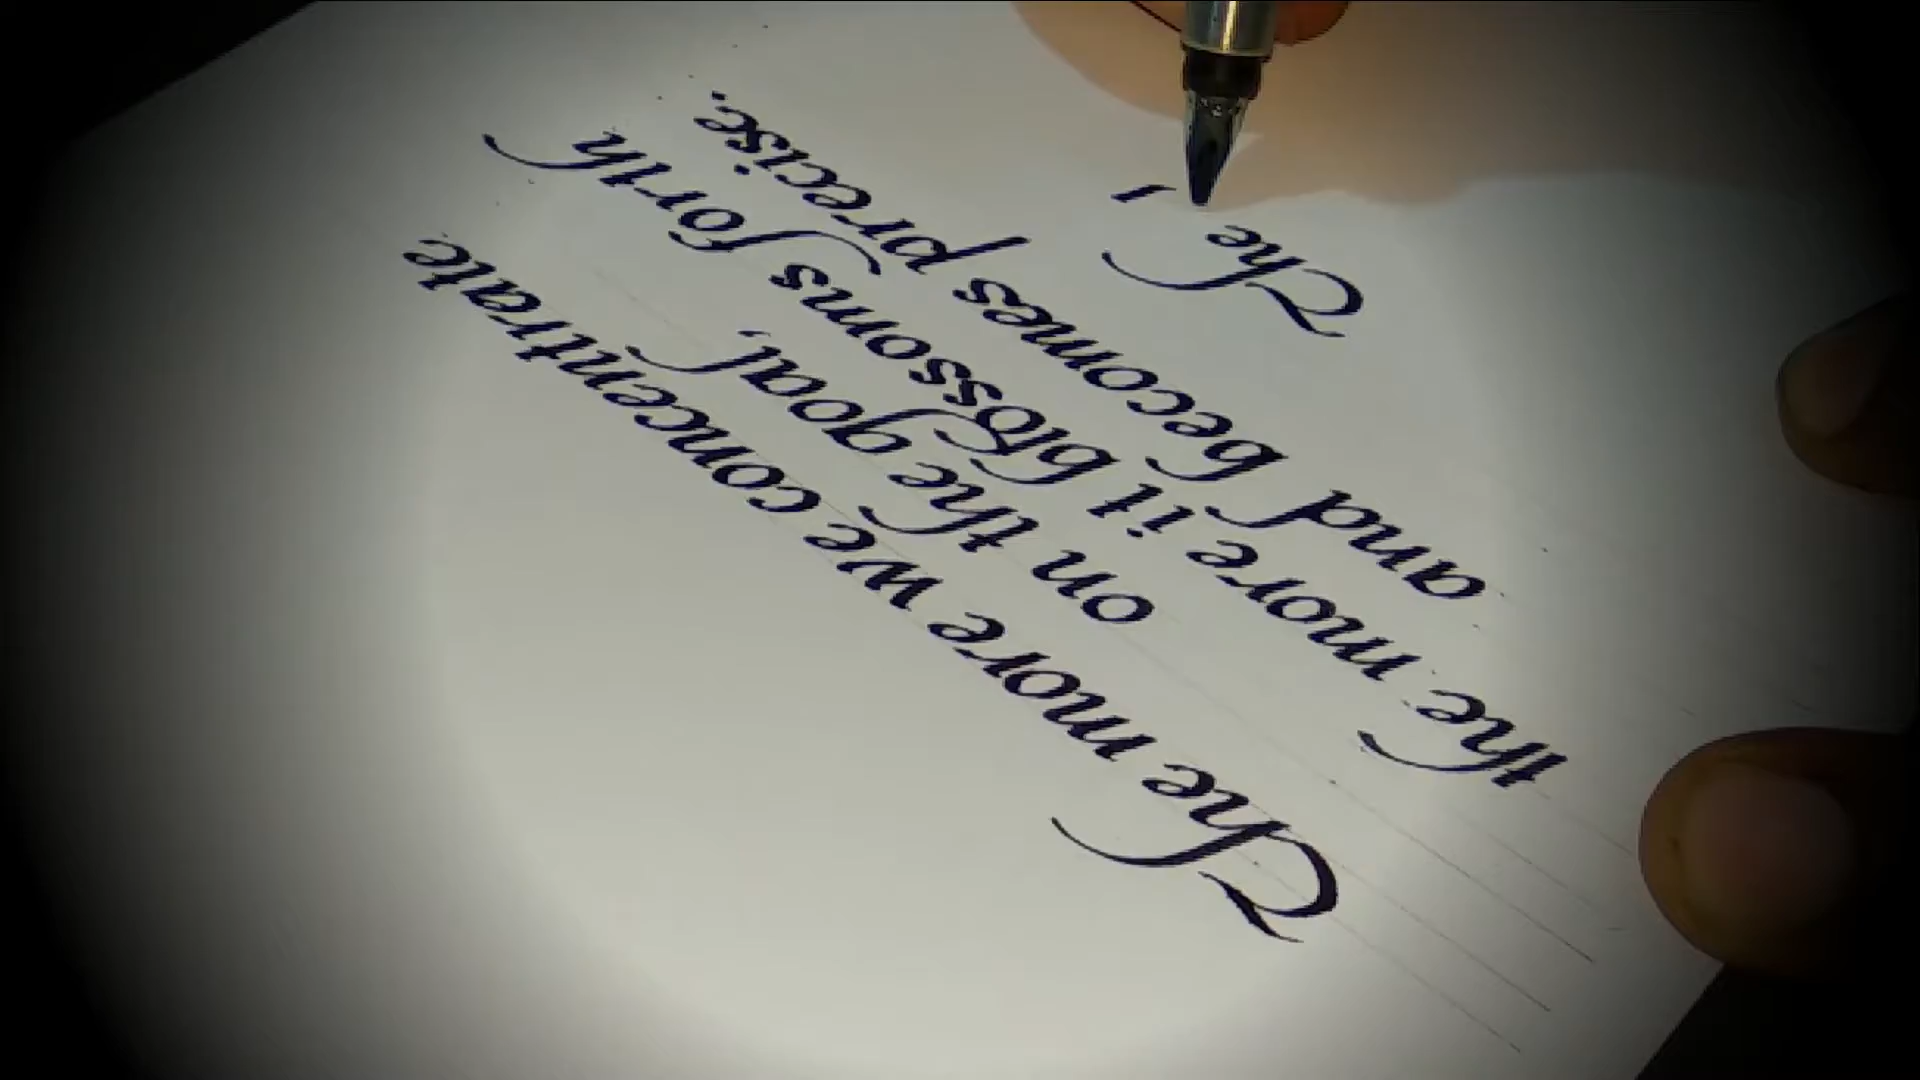 The more we concentrate
on the goal,
the more it blossoms forth
and becomes precise.
The